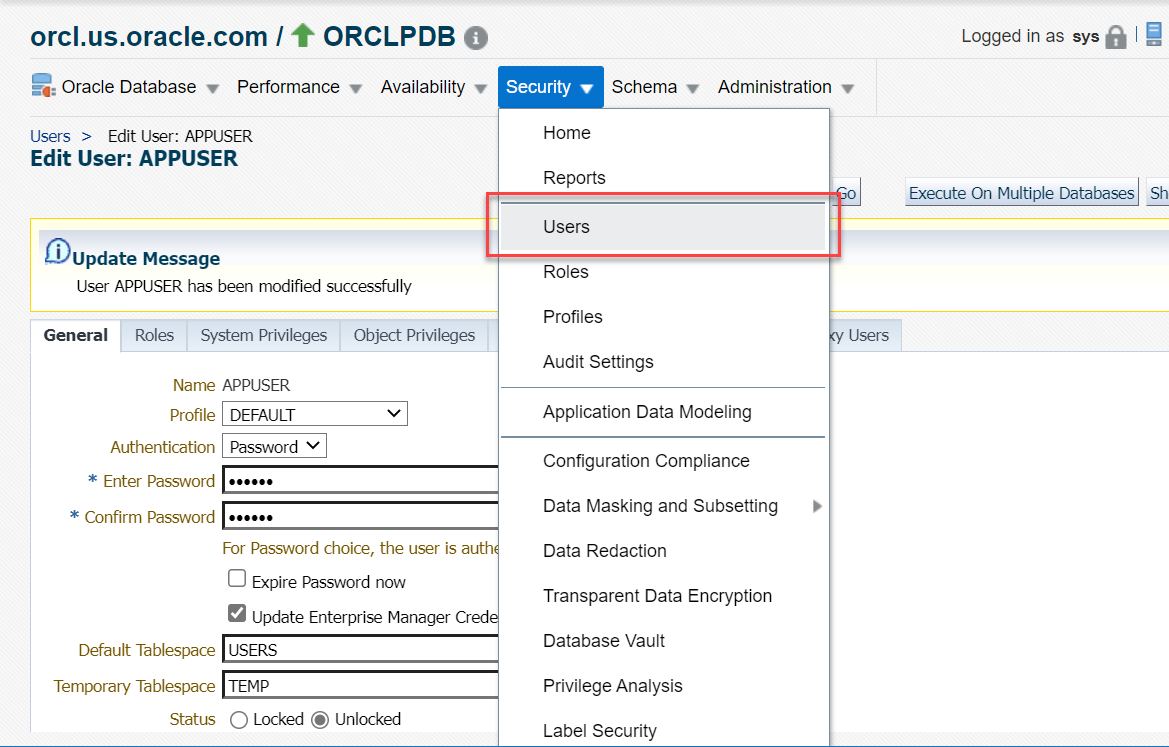 orcl.us.oracle.com / ORCLPDB
Logged in as sys
Oracle Database Performance Availability Security Schema Administration
Users > Edit User: APPUSER
Edit User: APPUSER
Home
Reports
Go Execute On Multiple Databases Sh
Users
Update Message
User APPUSER has been modified successfully
Roles
Profiles
General Roles System Privileges Object Privileges xy Users
Audit Settings
Name APPUSER
Profile DEFAULT
Application Data Modeling
Authentication Password
Configuration Compliance
* Enter Password ••••••
Data Masking and Subsetting
* Confirm Password ••••••
For Password choice, the user is authe
Data Redaction
Expire Password now
Transparent Data Encryption
Update Enterprise Manager Crede
Database Vault
Default Tablespace USERS
Temporary Tablespace TEMP
Privilege Analysis
Status Locked Unlocked
Label Security